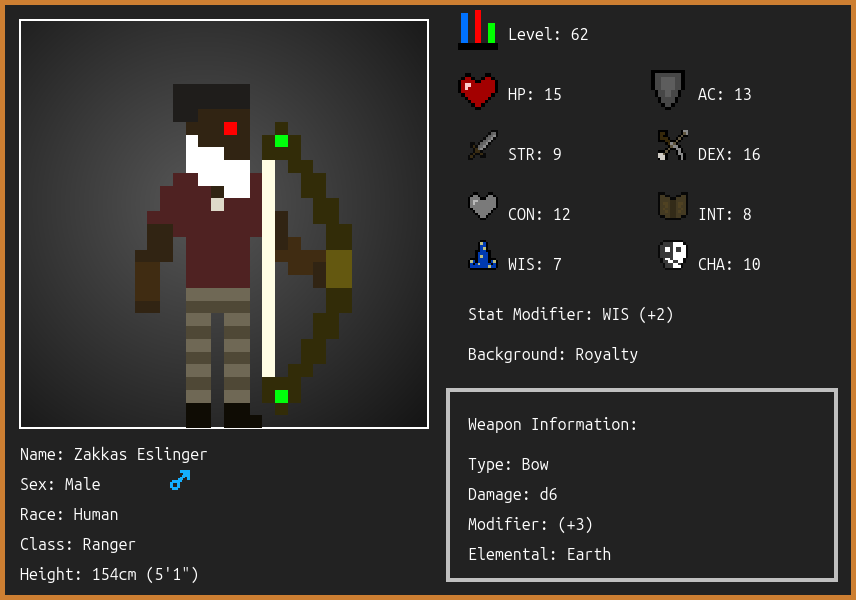 Level: 62
HP: 15
AC: 13
STR: 9
DEX: 16
CON: 12
INT: 8
WIS: 7
CHA: 10
Stat Modifier: WIS (+2)
Background: Royalty
Weapon Information:
Type: Bow
Damage: d6
Modifier: (+3)
Elemental: Earth
Name: Zakkas Eslinger
Sex: Male
Race: Human
Class: Ranger
Height: 154cm (5'1")